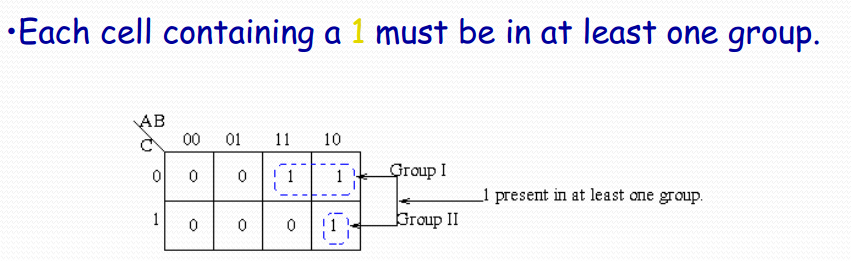 •Each cell containing a 1 must be in at least one group.
AB
C
00 01 11 10
0 0 0 1 1 Group I
1 present in at least one group.
1 0 0 0 1 Group II